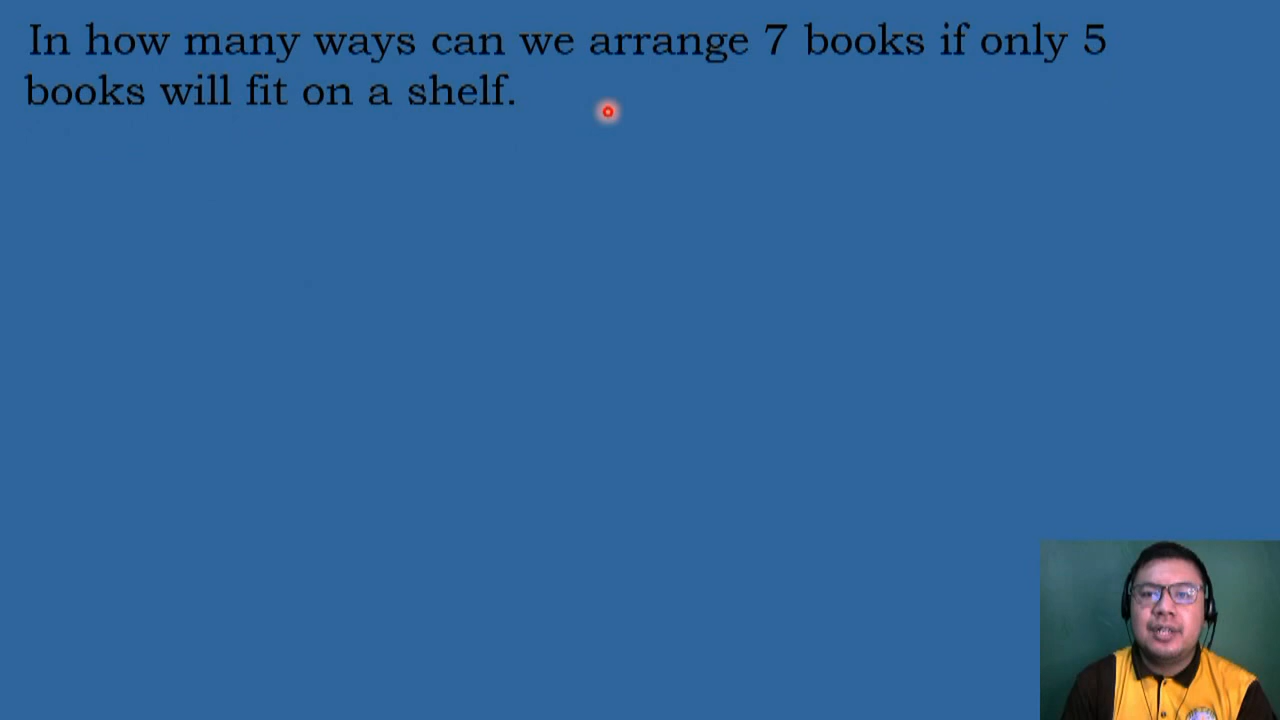 In how many ways can we arrange 7 books if only 5
books will fit on a shelf.